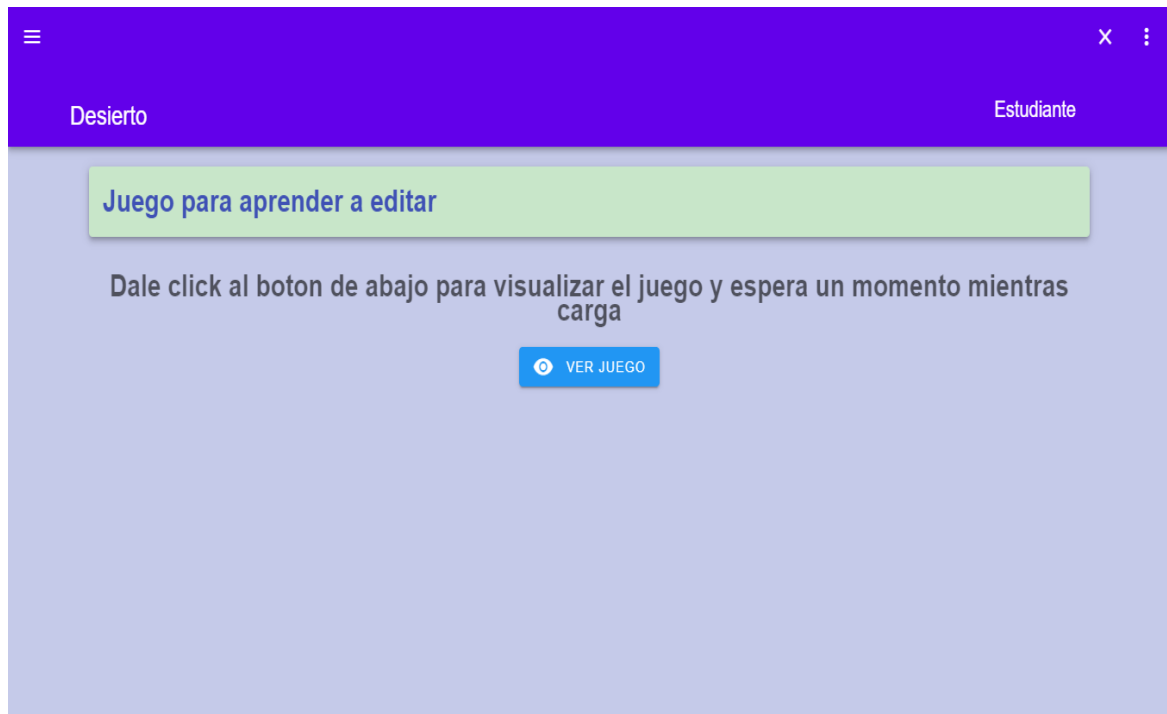 Desierto
Estudiante
Juego para aprender a editar
Dale click al boton de abajo para visualizar el juego y espera un momento mientras
carga
VER JUEGO